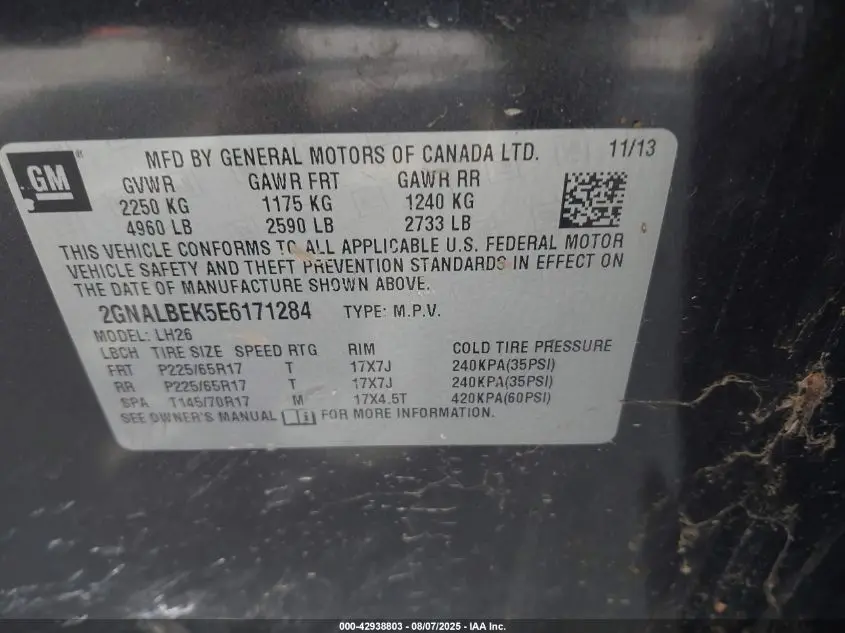 GM
MFD BY GENERAL MOTORS OF CANADA LTD. 11/13
GVWR GAWR FRT GAWR RR
2250 KG 1175 KG 1240 KG
4960 LB 2590 LB 2733 LB
THIS VEHICLE CONFORMS TO ALL APPLICABLE U.S. FEDERAL MOTOR
VEHICLE SAFETY AND THEFT PREVENTION STANDARDS IN EFFECT ON
THE DATE OF MANUFACTURE SHOWN ABOVE.
2GNALBEK5E6171284 TYPE: M.P.V.
MODEL: LH26
LBCH TIRE SIZE SPEED RTG RIM COLD TIRE PRESSURE
FRT P225/65R17 T 17X7J 240KPA(35PSI)
RR P225/65R17 T 17X7J 240KPA(35PSI)
SPA T145/70R17 M 17X4.5T 420KPA(60PSI)
SEE OWNER'S MANUAL i FOR MORE INFORMATION.
000-42938803 - 08/07/2025 - IAA Inc.